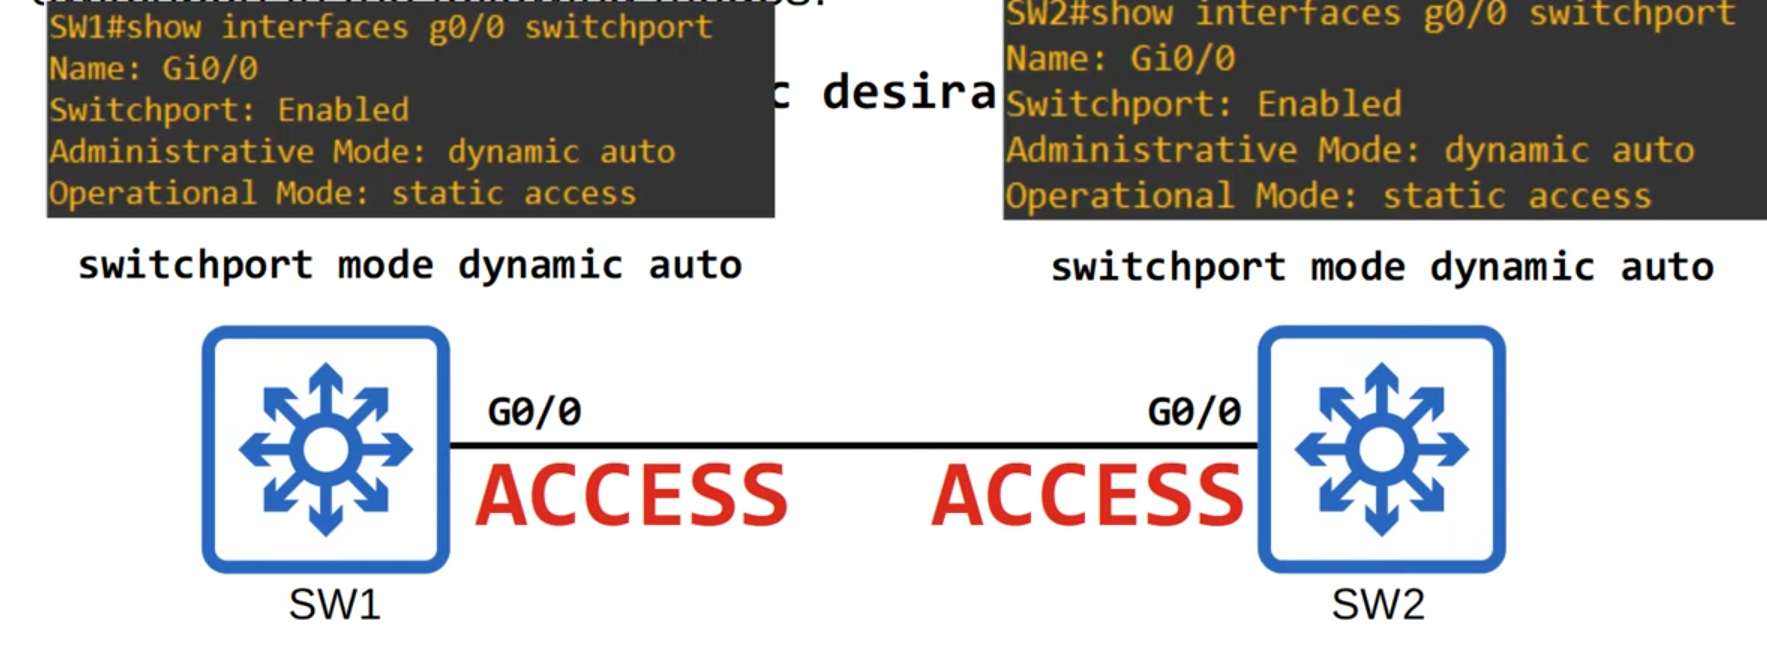 SW1#show interfaces g0/0 switchport
Name: Gi0/0
Switchport: Enabled
Administrative Mode: dynamic auto
Operational Mode: static access
c desira
SW2#show interfaces g0/0 switchport
Name: Gi0/0
Switchport: Enabled
Administrative Mode: dynamic auto
Operational Mode: static access
switchport mode dynamic auto
switchport mode dynamic auto
G0/0
G0/0
ACCESS
ACCESS
SW1
SW2